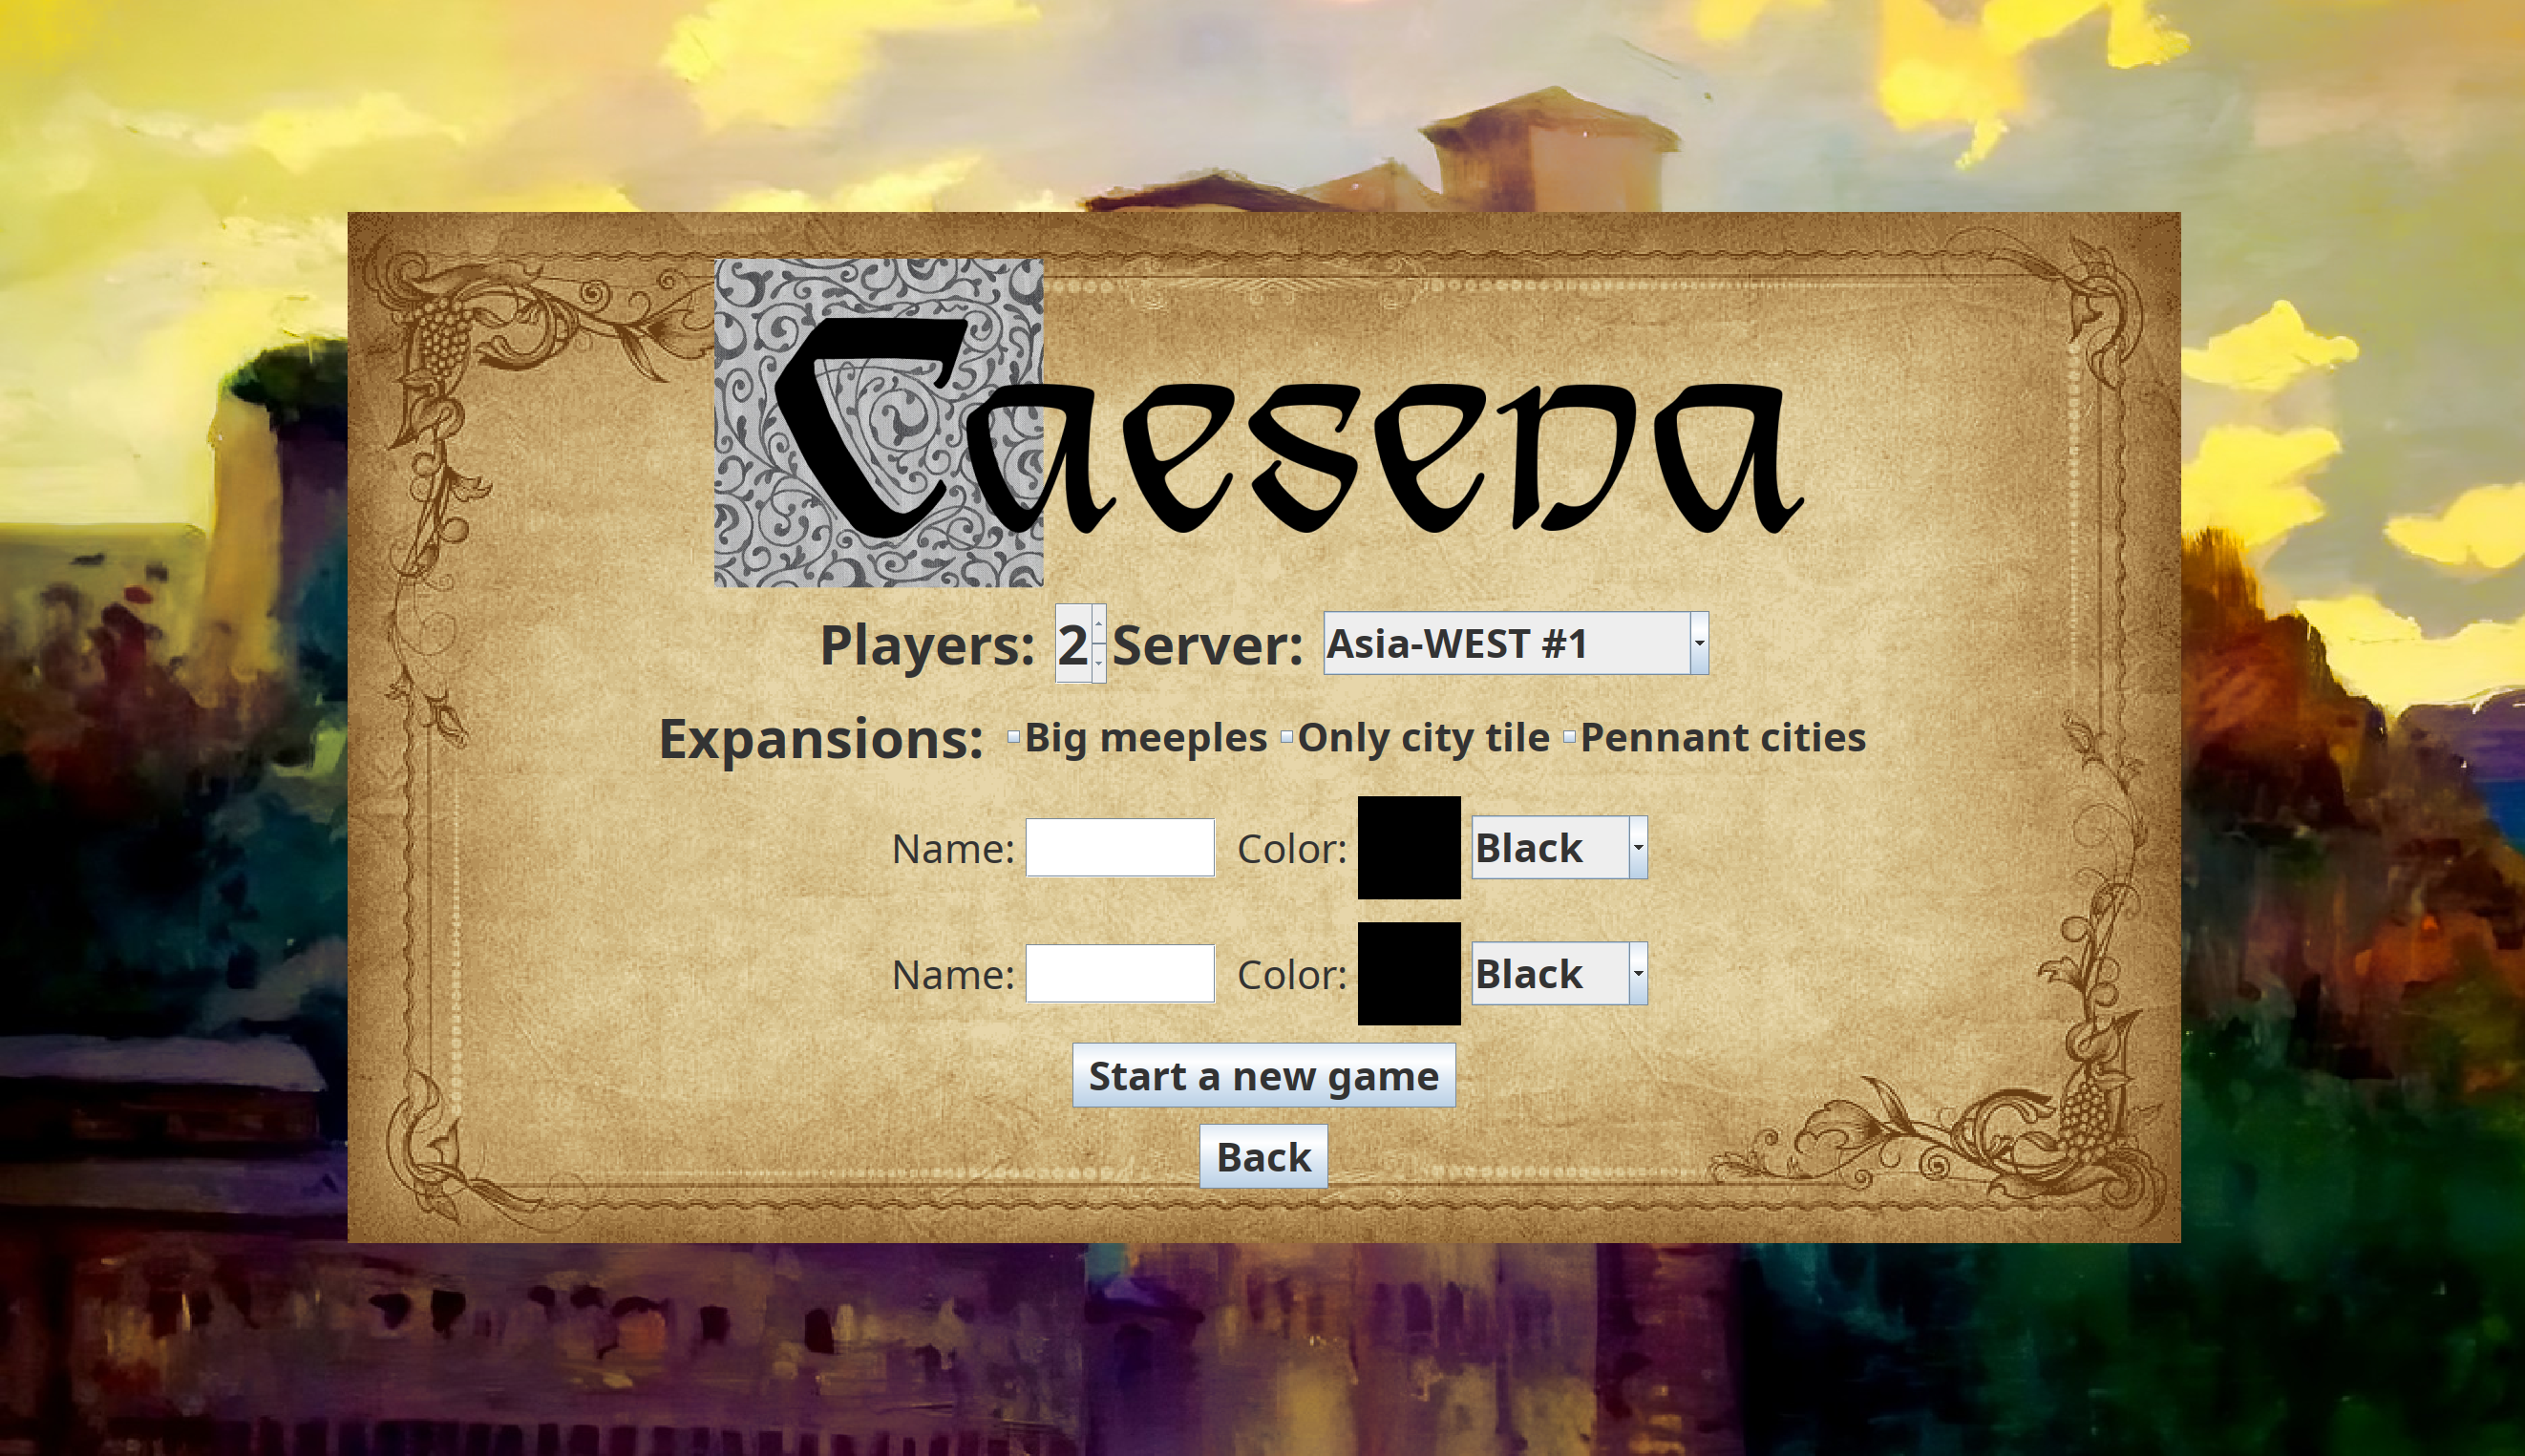 Caesena
Players: 2 Server: Asia-WEST #1
Expansions: Big meeples Only city tile Pennant cities
Name: Color: Black
Name: Color: Black
Start a new game
Back